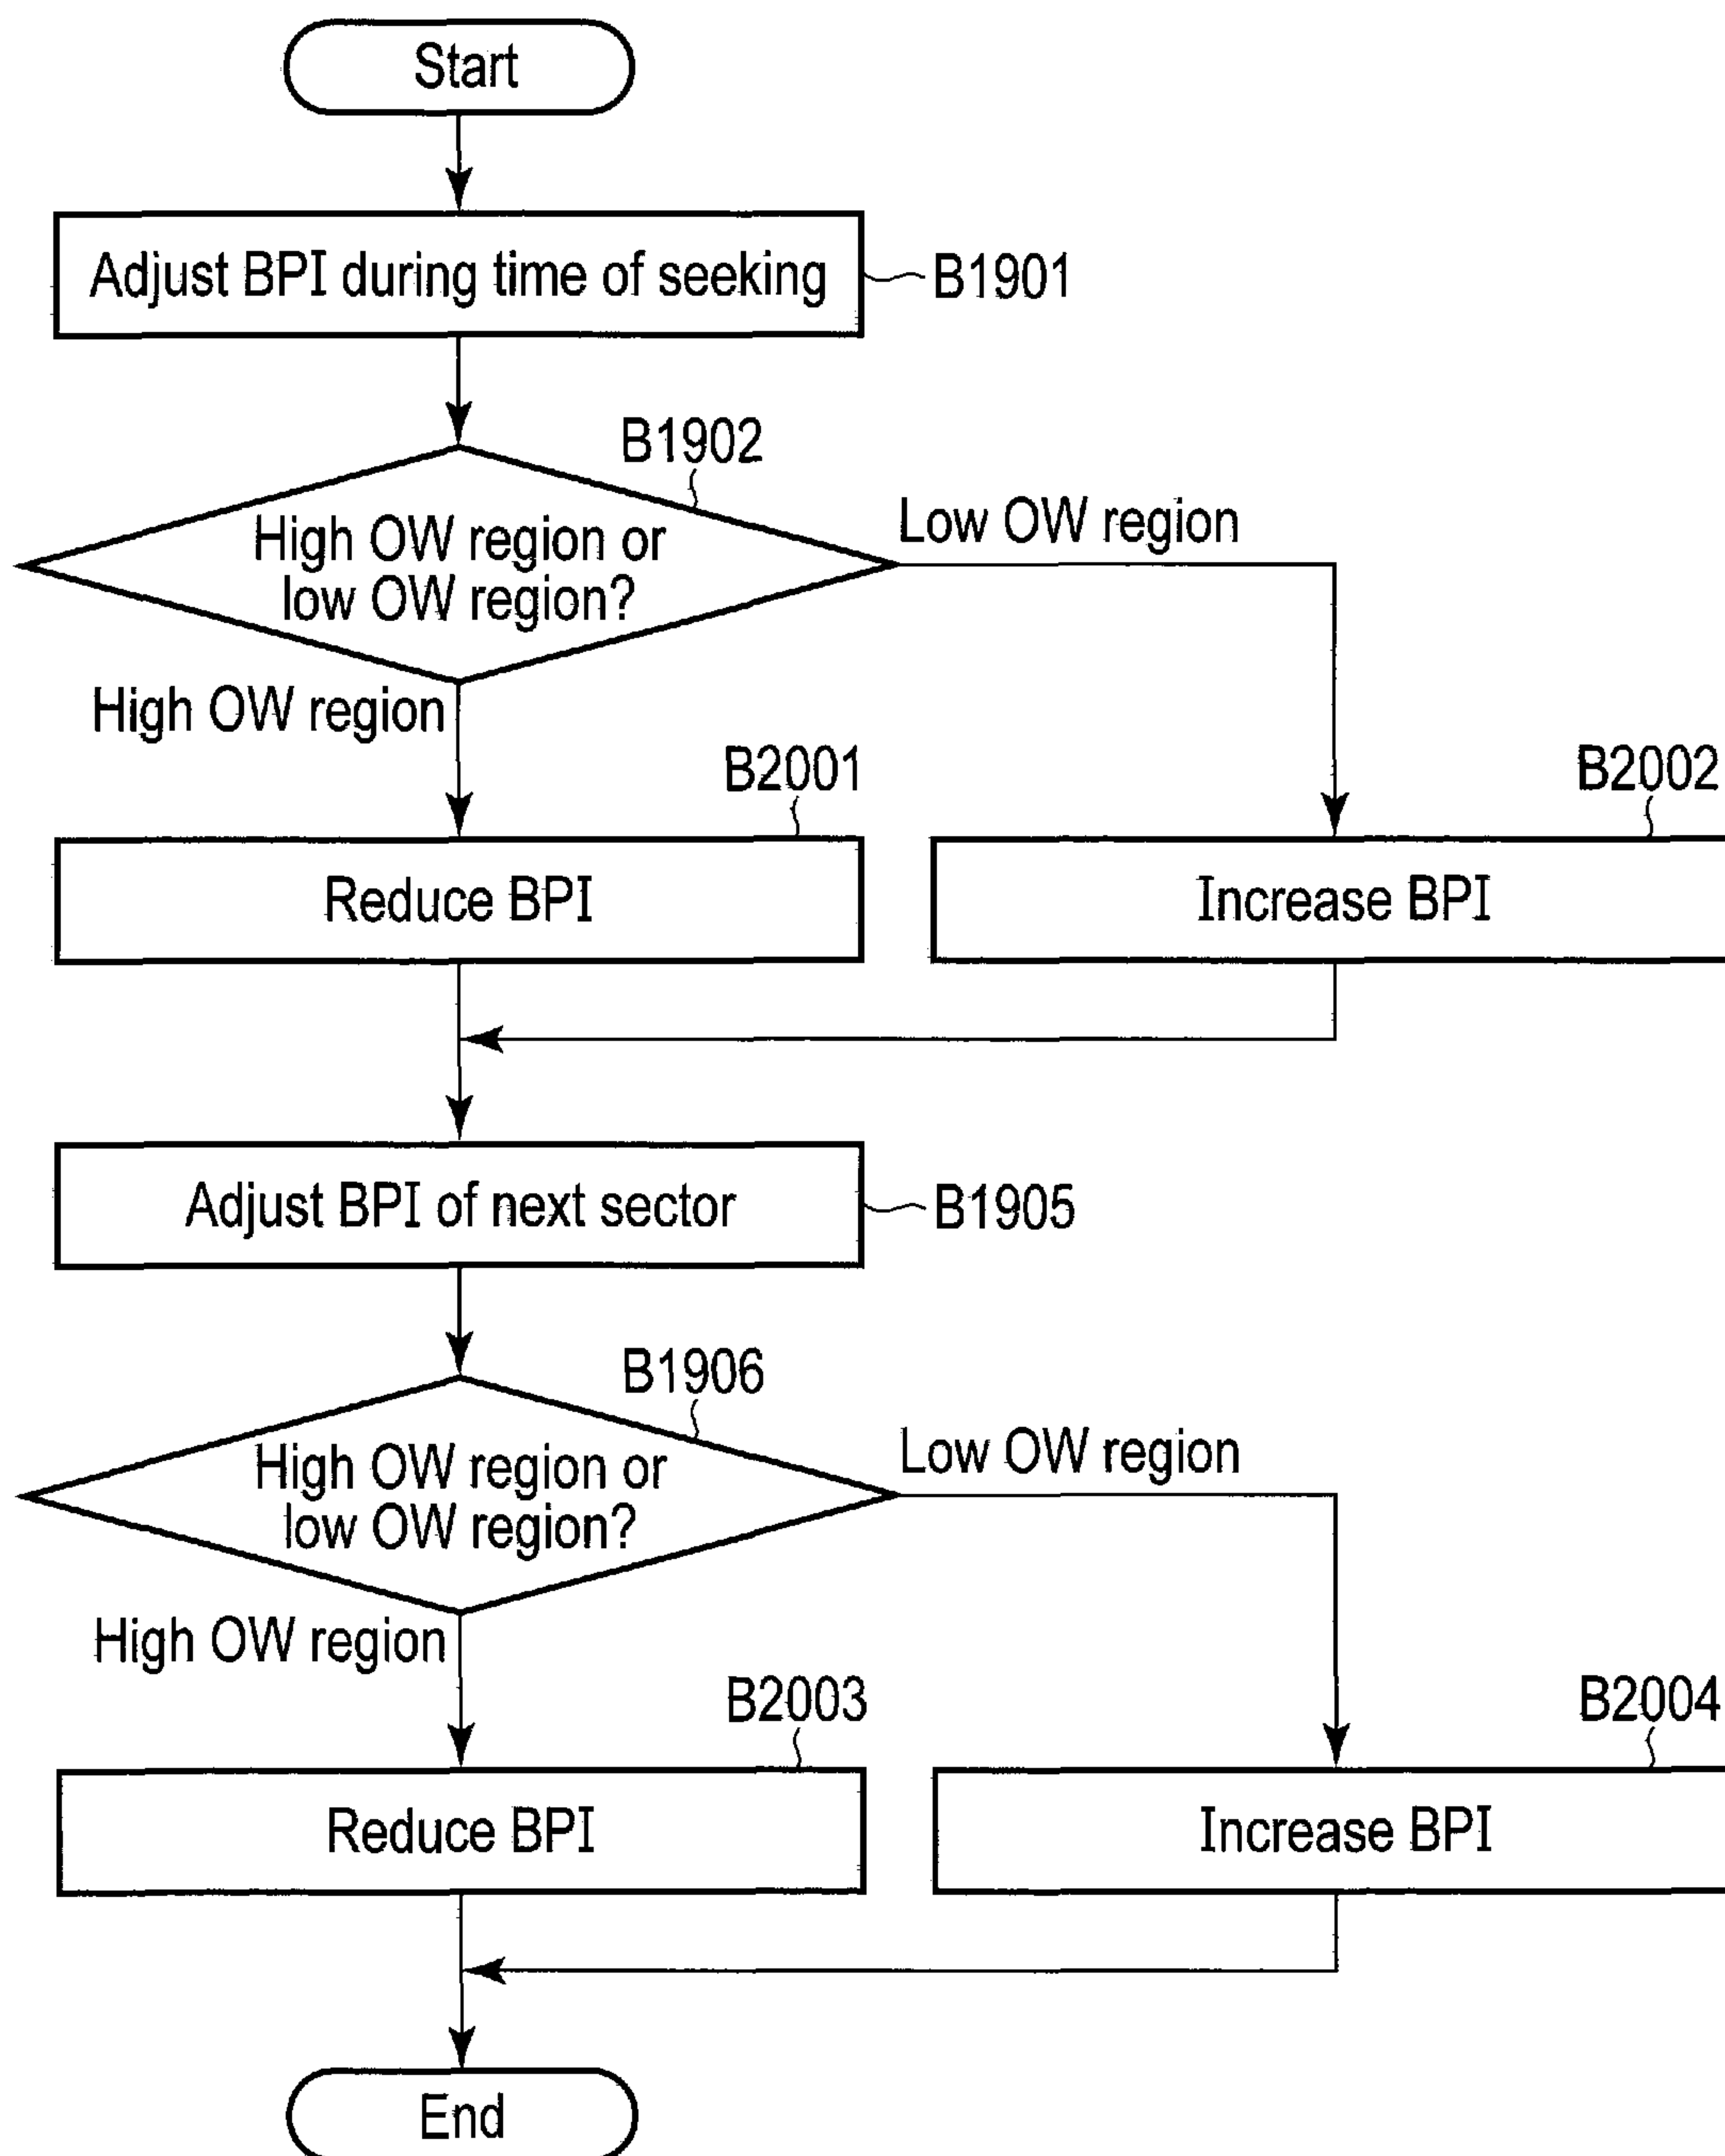 Start
Adjust BPI during time of seeking
B1901
B1902
High OW region or
low OW region?
Low OW region
High OW region
B2001
Reduce BPI
B2002
Increase BPI
Adjust BPI of next sector
B1905
B1906
High OW region or
low OW region?
Low OW region
High OW region
B2003
Reduce BPI
B2004
Increase BPI
End